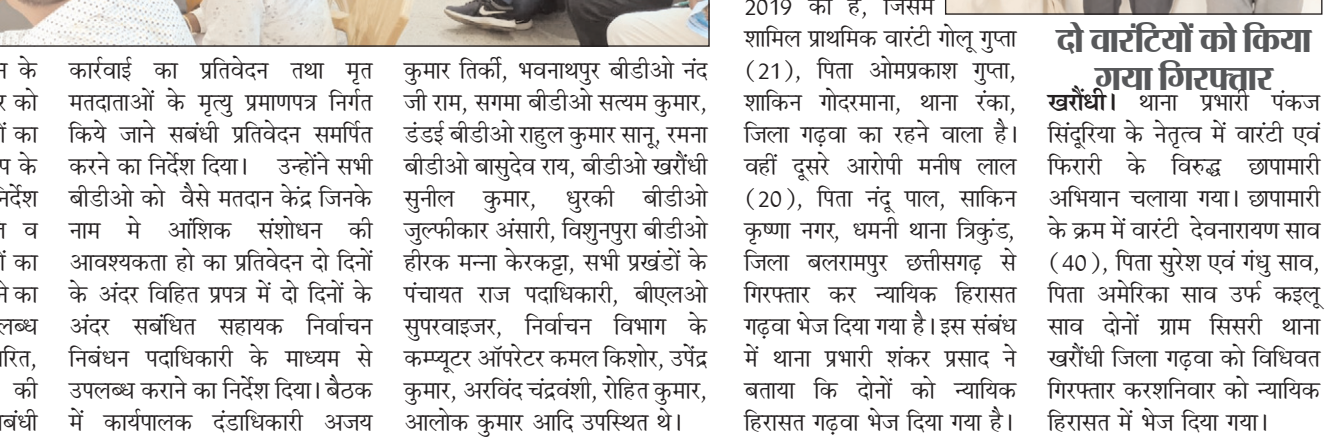 न के
र को
ों का
प के
नर्देश
त व
ों का
ने का
लब्ध
रित,
की
बंधी
कार्रवाई का प्रतिवेदन तथा मृत
मतदाताओं के मृत्यु प्रमाणपत्र निर्गत
किये जाने सबंधी प्रतिवेदन समर्पित
करने का निर्देश दिया। उन्होंने सभी
बीडीओ को वैसे मतदान केंद्र जिनके
नाम मे आंशिक संशोधन की
आवश्यकता हो का प्रतिवेदन दो दिनों
के अंदर विहित प्रपत्र में दो दिनों के
अंदर सबंधित सहायक निर्वाचन
निबंधन पदाधिकारी के माध्यम से
उपलब्ध कराने का निर्देश दिया। बैठक
में कार्यपालक दंडाधिकारी अजय
कुमार तिर्की, भवनाथपुर बीडीओ नंद
जी राम, सगमा बीडीओ सत्यम कुमार,
डंडई बीडीओ राहुल कुमार सानू, रमना
बीडीओ बासुदेव राय, बीडीओ खरौंधी
सुनील कुमार, धुरकी बीडीओ
जुल्फीकार अंसारी, विशुनपुरा बीडीओ
हीरक मन्ना केरकट्टा, सभी प्रखंडों के
पंचायत राज पदाधिकारी, बीएलओ
सुपरवाइजर, निर्वाचन विभाग के
कम्प्यूटर ऑपरेटर कमल किशोर, उपेंद्र
कुमार, अरविंद चंद्रवंशी, रोहित कुमार,
आलोक कुमार आदि उपस्थित थे।
2019 का है, जिसमें
शामिल प्राथमिक वारंटी गोलू गुप्ता
(21), पिता ओमप्रकाश गुप्ता,
शाकिन गोदरमाना, थाना रंका,
जिला गढ़वा का रहने वाला है।
वहीं दूसरे आरोपी मनीष लाल
(20), पिता नंदू पाल, साकिन
कृष्णा नगर, धमनी थाना त्रिकुंड,
जिला बलरामपुर छत्तीसगढ़ से
गिरफ्तार कर न्यायिक हिरासत
गढ़वा भेज दिया गया है। इस संबंध
में थाना प्रभारी शंकर प्रसाद ने
बताया कि दोनों को न्यायिक
हिरासत गढ़वा भेज दिया गया है।
दो वारंटियों को किया
गया गिरफ्तार
खरौंधी। थाना प्रभारी पंकज
सिंदूरिया के नेतृत्व में वारंटी एवं
फिरारी के विरुद्ध छापामारी
अभियान चलाया गया। छापामारी
के क्रम में वारंटी देवनारायण साव
(40), पिता सुरेश एवं गंधु साव,
पिता अमेरिका साव उर्फ कइलू
साव दोनों ग्राम सिसरी थाना
खरौंधी जिला गढ़वा को विधिवत
गिरफ्तार करशनिवार को न्यायिक
हिरासत में भेज दिया गया।